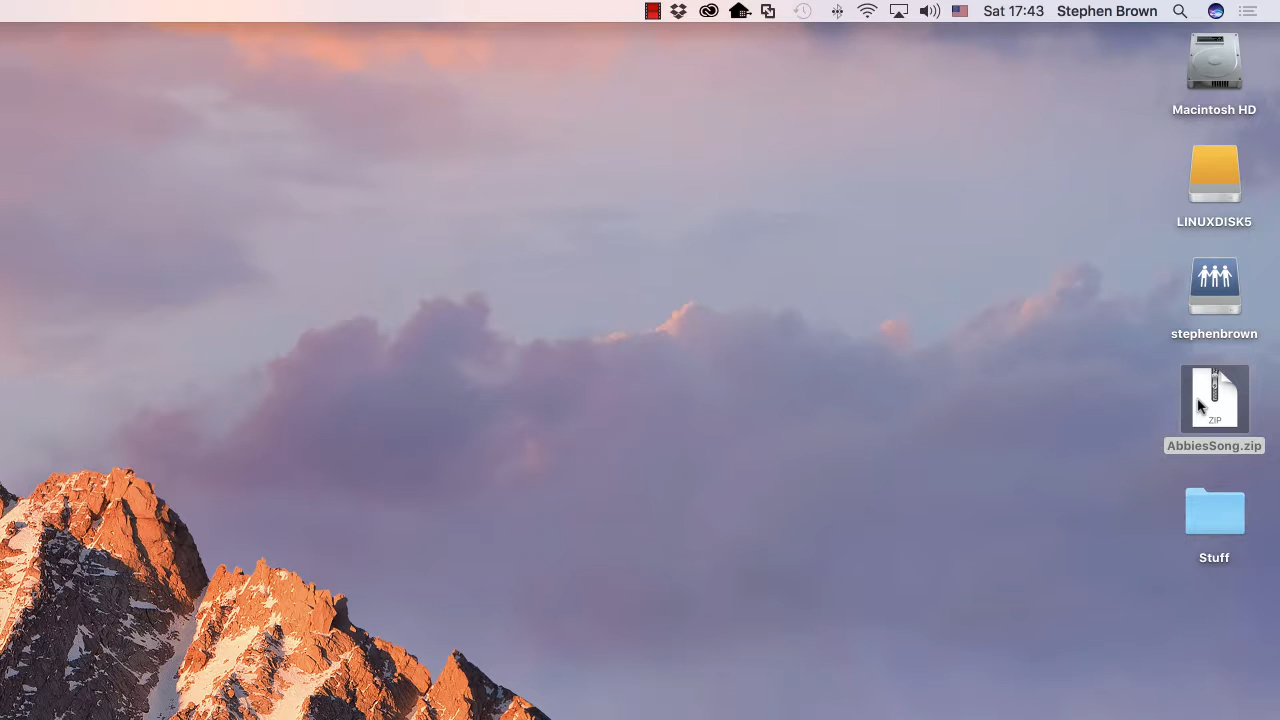 Sat 17:43 Stephen Brown
Macintosh HD
LINUXDISK5
stephenbrown
ZIP
AbbiesSong.zip
Stuff